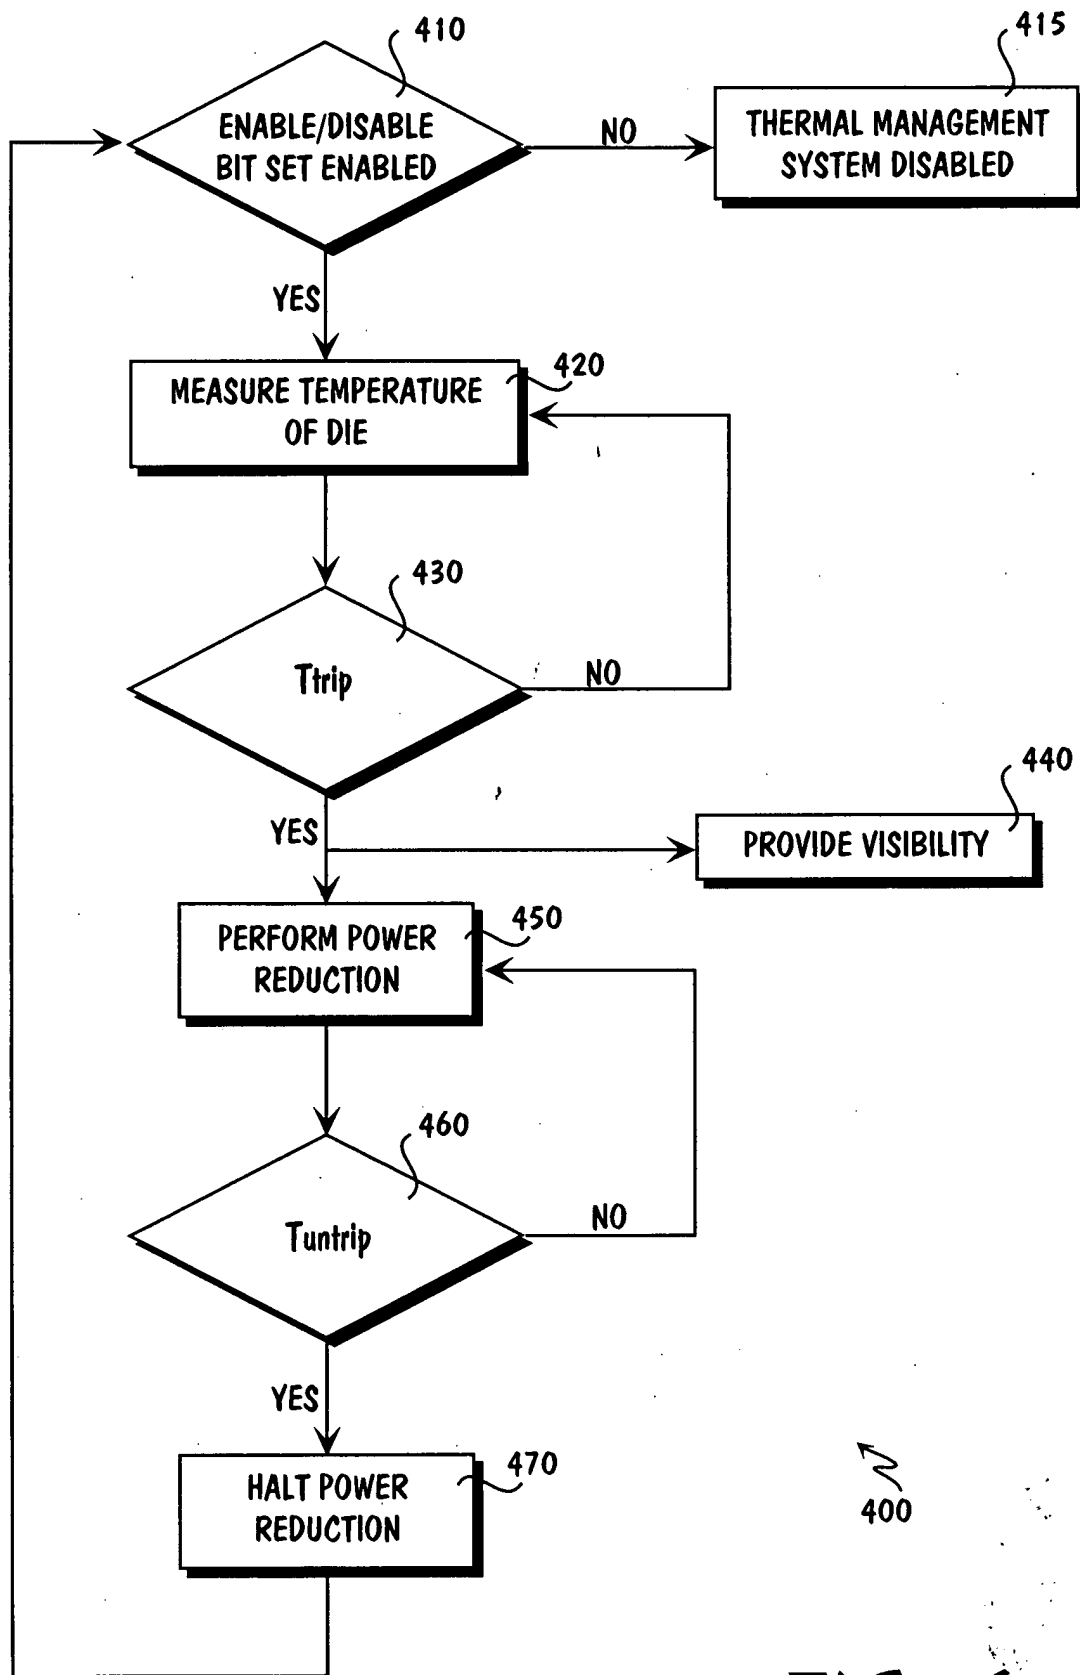 410
415
ENABLE/DISABLE
BIT SET ENABLED
NO
THERMAL MANAGEMENT
SYSTEM DISABLED
YES
420
MEASURE TEMPERATURE
OF DIE
430
Ttrip
NO
440
YES
PROVIDE VISIBILITY
450
PERFORM POWER
REDUCTION
460
Tuntrip
NO
YES
470
HALT POWER
REDUCTION
400